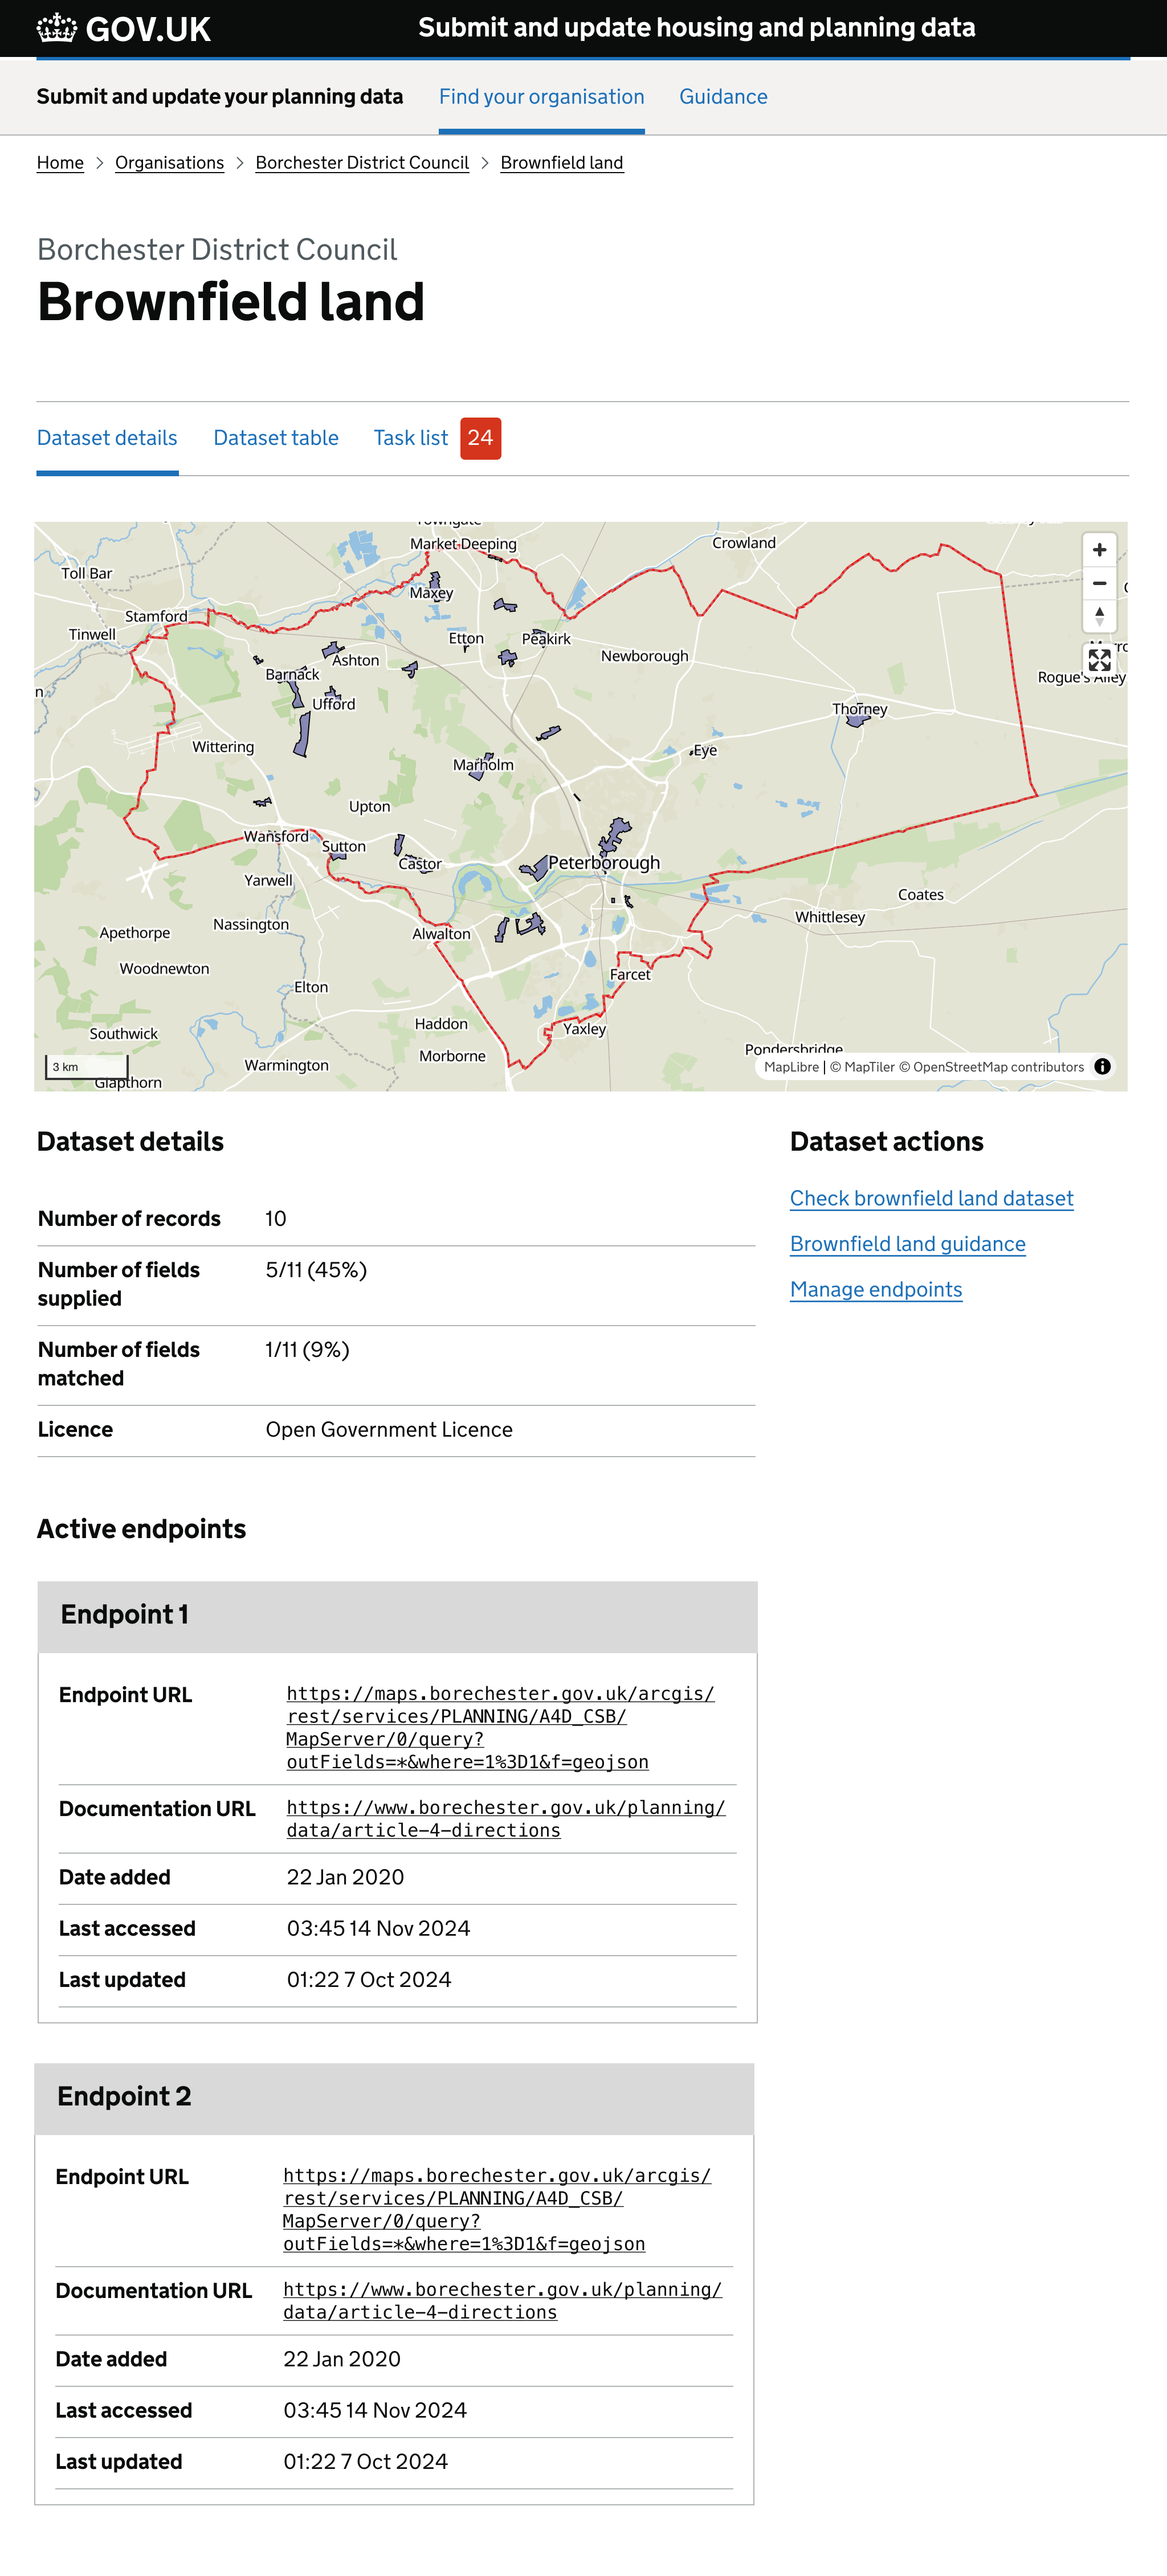 GOV.UK
Submit and update housing and planning data
Submit and update your planning data
Find your organisation
Guidance
Home
Organisations
Borchester District Council
Brownfield land
Borchester District Council
Brownfield land
Dataset details
Dataset table
Task list
24
Market Deeping
Crowland
Toll Bar
Maxey
Stamford
Tinwell
Etton
Peakirk
Newborough
Ashton
Barnack
Rogue's Alley
Ufford
Thorney
Wittering
Eye
Marholm
Upton
Wansford
Sutton
Castor
Peterborough
Yarwell
Coates
Nassington
Whittlesey
Apethorpe
Alwalton
Woodnewton
Farcet
Elton
Haddon
Yaxley
Southwick
Morborne
Pondersbridge
Warmington
3 km
MapLibre | © MapTiler © OpenStreetMap contributors
Glapthorn
Dataset details
Number of records
10
Number of fields
supplied
5/11 (45%)
Number of fields
matched
1/11 (9%)
Licence
Open Government Licence
Dataset actions
Check brownfield land dataset
Brownfield land guidance
Manage endpoints
Active endpoints
Endpoint 1
Endpoint URL
https://maps.borechester.gov.uk/arcgis/
rest/services/PLANNING/A4D_CSB/
MapServer/0/query?
outFields=*&where=1%3D1&f=geojson
Documentation URL
https://www.borechester.gov.uk/planning/
data/article-4-directions
Date added
22 Jan 2020
Last accessed
03:45 14 Nov 2024
Last updated
01:22 7 Oct 2024
Endpoint 2
Endpoint URL
https://maps.borechester.gov.uk/arcgis/
rest/services/PLANNING/A4D_CSB/
MapServer/0/query?
outFields=*&where=1%3D1&f=geojson
Documentation URL
https://www.borechester.gov.uk/planning/
data/article-4-directions
Date added
22 Jan 2020
Last accessed
03:45 14 Nov 2024
Last updated
01:22 7 Oct 2024